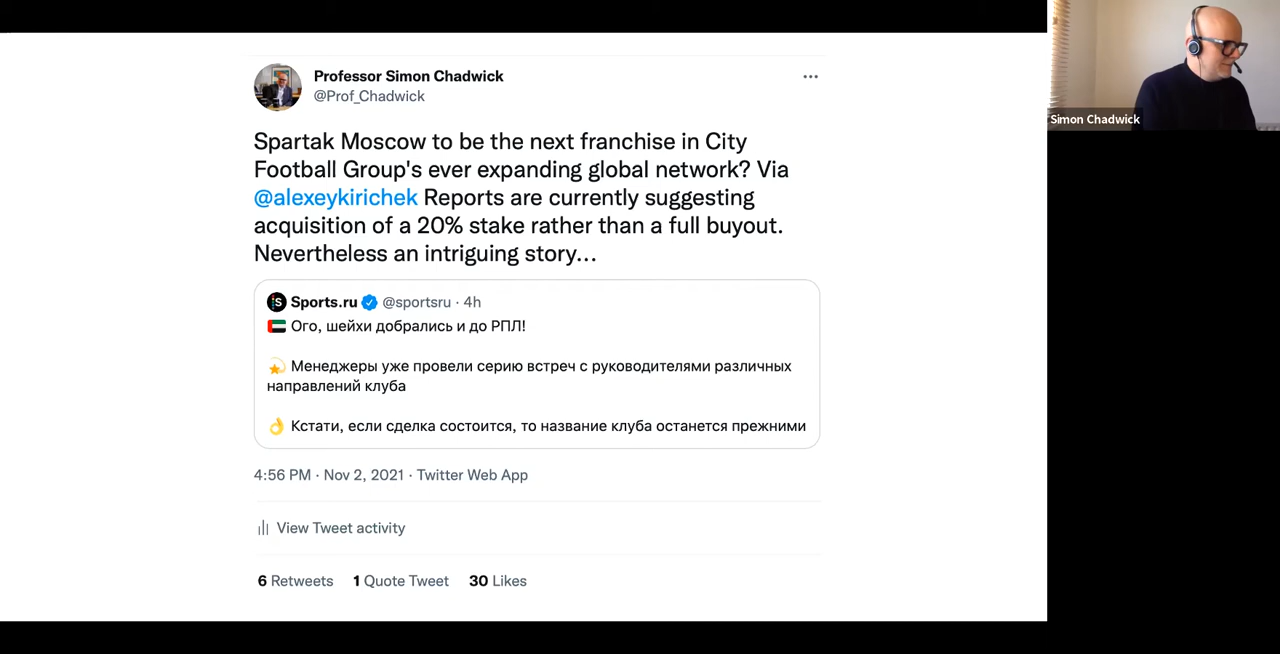 Professor Simon Chadwick
@Prof_Chadwick
Spartak Moscow to be the next franchise in City
Football Group's ever expanding global network? Via
@alexeykirichek Reports are currently suggesting
acquisition of a 20% stake rather than a full buyout.
Nevertheless an intriguing story...
Sports.ru @sportsru · 4h
Ого, шейхи добрались и до РПЛ!
Менеджеры уже провели серию встреч с руководителями различных
направлений клуба
Кстати, если сделка состоится, то название клуба останется прежними
4:56 PM · Nov 2, 2021 · Twitter Web App
View Tweet activity
6 Retweets 1 Quote Tweet 30 Likes
Simon Chadwick